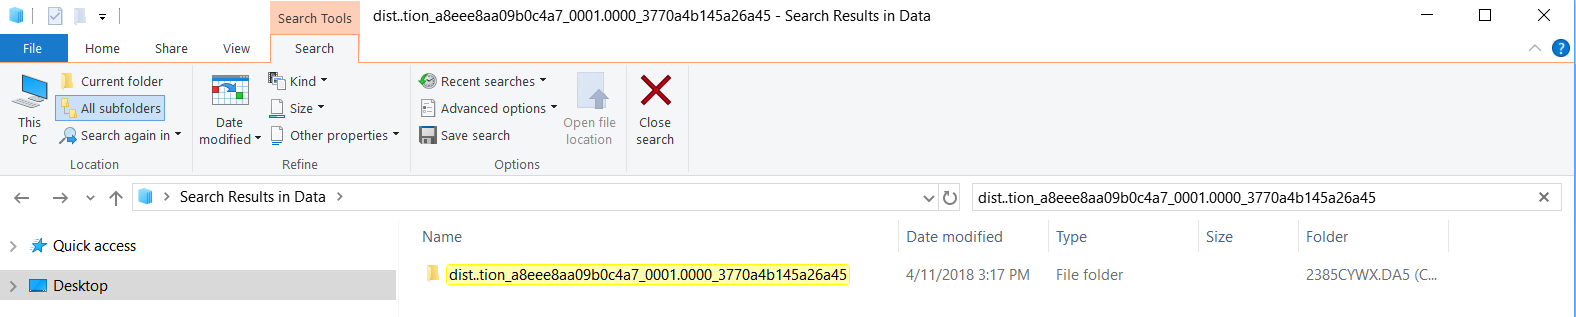 Search Tools
dist..tion_a8eee8aa09b0c4a7_0001.0000_3770a4b145a26a45 - Search Results in Data
File Home Share View Search
This PC
Current folder
All subfolders
Search again in
Location
Date modified
Kind
Size
Other properties
Refine
Recent searches
Advanced options
Save search
Open file location
Options
Close search
Search Results in Data
dist..tion_a8eee8aa09b0c4a7_0001.0000_3770a4b145a26a45
Quick access
Desktop
Name Date modified Type Size Folder
dist..tion_a8eee8aa09b0c4a7_0001.0000_3770a4b145a26a45 4/11/2018 3:17 PM File folder 2385CYWX.DA5 (C...